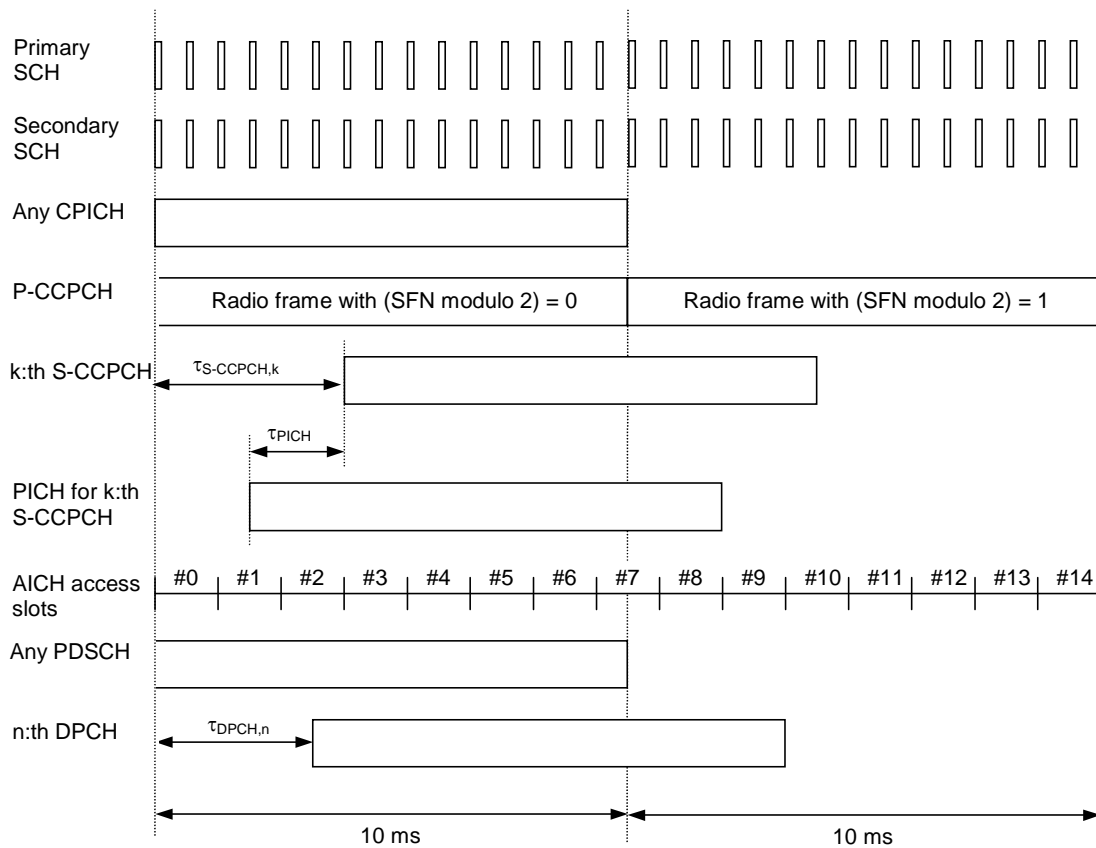 Primary
SCH
Secondary
SCH
Any CPICH
P-CCPCH
Radio frame with (SFN modulo 2) = 0
Radio frame with (SFN modulo 2) = 1
k:th S-CCPCH
τS-CCPCH,k
τPICH
PICH for k:th
S-CCPCH
AICH access
slots
#0 #1 #2 #3 #4 #5 #6 #7 #8 #9 #10 #11 #12 #13 #14
Any PDSCH
n:th DPCH
τDPCH,n
10 ms
10 ms